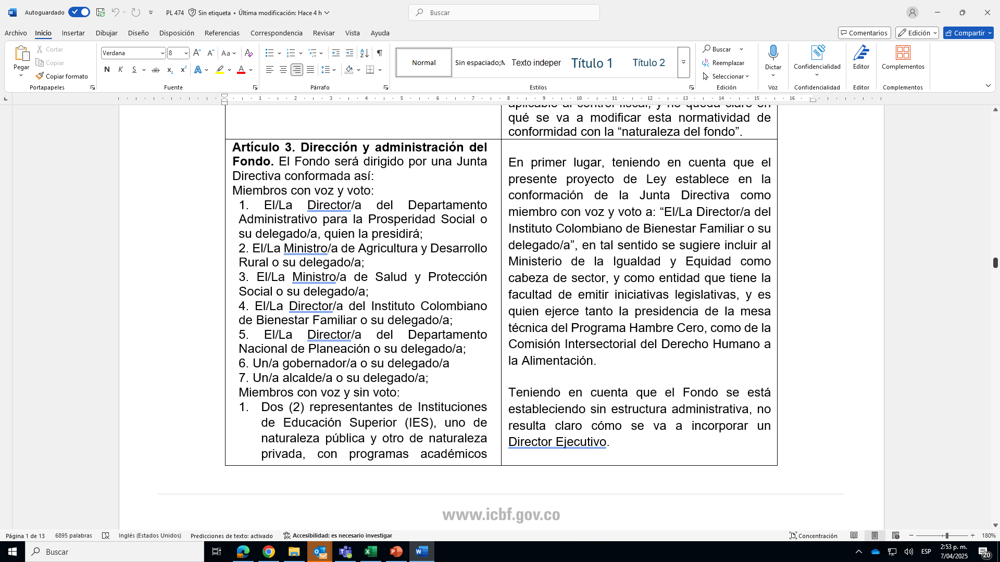 Autoguardado
PL 474
Sin etiqueta • Última modificación: Hace 4 h
Buscar
Archivo
Inicio
Insertar
Dibujar
Diseño
Disposición
Referencias
Correspondencia
Revisar
Vista
Ayuda
Comentarios
Edición
Compartir
Pegar
Cortar
Copiar
Copiar formato
Portapapeles
Verdana
8
Aa
N K S ab x₂ x²
Fuente
Párrafo
Normal
Sin espaciado;M
Texto indeper
Título 1
Título 2
Estilos
Buscar
Reemplazar
Seleccionar
Edición
Dictar
Voz
Confidencialidad
Confidencialidad
Editor
Editor
Complementos
Complementos
1 2 3 4 5 6 7 8 9 10 11 12 13 14 15 16
aplicable al control fiscal, y no queda claro en
qué se va a modificar esta normatividad de
conformidad con la “naturaleza del fondo”.
Artículo 3. Dirección y administración del
Fondo. El Fondo será dirigido por una Junta
Directiva conformada así:
Miembros con voz y voto:
1. El/La Director/a del Departamento
Administrativo para la Prosperidad Social o
su delegado/a, quien la presidirá;
2. El/La Ministro/a de Agricultura y Desarrollo
Rural o su delegado/a;
3. El/La Ministro/a de Salud y Protección
Social o su delegado/a;
4. El/La Director/a del Instituto Colombiano
de Bienestar Familiar o su delegado/a;
5. El/La Director/a del Departamento
Nacional de Planeación o su delegado/a;
6. Un/a gobernador/a o su delegado/a
7. Un/a alcalde/a o su delegado/a;
Miembros con voz y sin voto:
1. Dos (2) representantes de Instituciones
de Educación Superior (IES), uno de
naturaleza pública y otro de naturaleza
privada, con programas académicos
En primer lugar, teniendo en cuenta que el
presente proyecto de Ley establece en la
conformación de la Junta Directiva como
miembro con voz y voto a: “El/La Director/a del
Instituto Colombiano de Bienestar Familiar o su
delegado/a”, en tal sentido se sugiere incluir al
Ministerio de la Igualdad y Equidad como
cabeza de sector, y como entidad que tiene la
facultad de emitir iniciativas legislativas, y es
quien ejerce tanto la presidencia de la mesa
técnica del Programa Hambre Cero, como de la
Comisión Intersectorial del Derecho Humano a
la Alimentación.
Teniendo en cuenta que el Fondo se está
estableciendo sin estructura administrativa, no
resulta claro cómo se va a incorporar un
Director Ejecutivo.
www.icbf.gov.co
Página 1 de 13
6895 palabras
Inglés (Estados Unidos)
Predicciones de texto: activado
Accesibilidad: es necesario investigar
Concentración
180%
Buscar
ESP
2:53 p. m.
7/04/2025
20